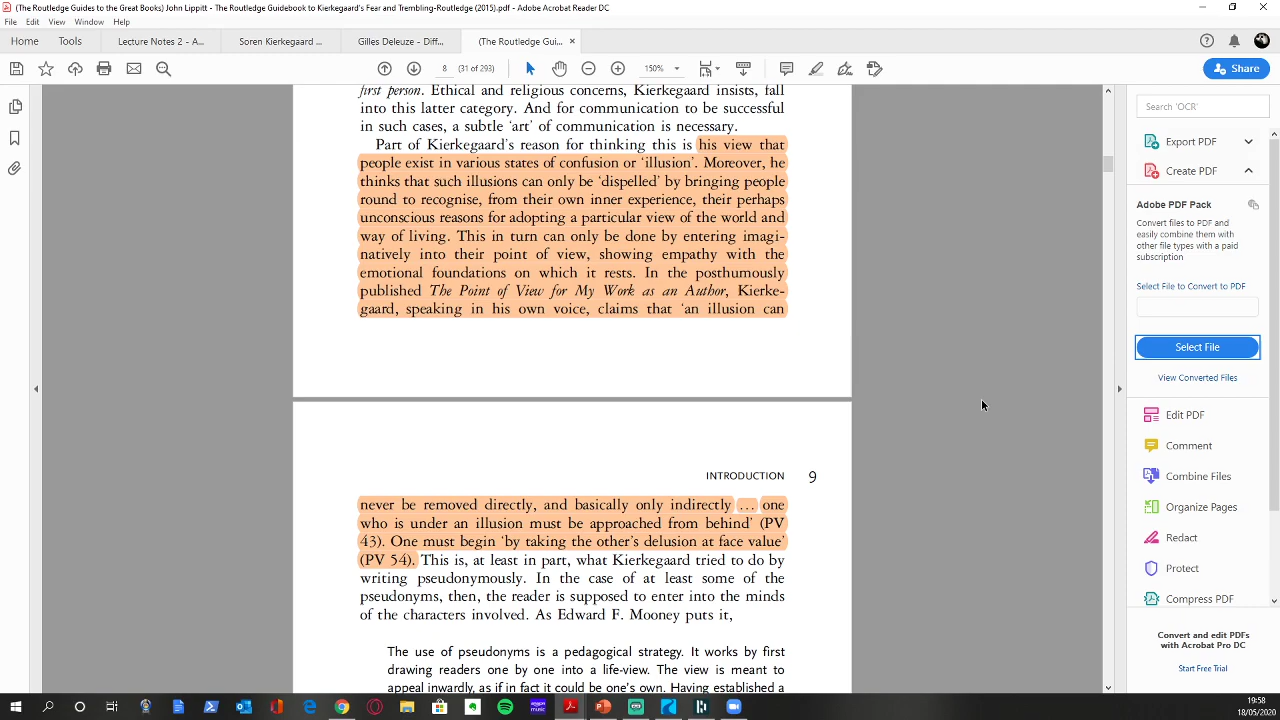 (The Routledge Guides to the Great Books) John Lippitt - The Routledge Guidebook to Kierkegaard's Fear and Trembling-Routledge (2015).pdf - Adobe Acrobat Reader DC
File Edit View Window Help
Home Tools Lecture Notes 2 - A... Soren Kierkegaard ... Gilles Deleuze - Diff... (The Routledge Gui... ×
8 (31 of 293) 150% Share
first person. Ethical and religious concerns, Kierkegaard insists, fall
into this latter category. And for communication to be successful
in such cases, a subtle ‘art’ of communication is necessary.
Part of Kierkegaard’s reason for thinking this is his view that
people exist in various states of confusion or ‘illusion’. Moreover, he
thinks that such illusions can only be ‘dispelled’ by bringing people
round to recognise, from their own inner experience, their perhaps
unconscious reasons for adopting a particular view of the world and
way of living. This in turn can only be done by entering imagi-
natively into their point of view, showing empathy with the
emotional foundations on which it rests. In the posthumously
published The Point of View for My Work as an Author, Kierke-
gaard, speaking in his own voice, claims that ‘an illusion can
INTRODUCTION 9
never be removed directly, and basically only indirectly … one
who is under an illusion must be approached from behind’ (PV
43). One must begin ‘by taking the other’s delusion at face value’
(PV 54). This is, at least in part, what Kierkegaard tried to do by
writing pseudonymously. In the case of at least some of the
pseudonyms, then, the reader is supposed to enter into the minds
of the characters involved. As Edward F. Mooney puts it,
The use of pseudonyms is a pedagogical strategy. It works by first
drawing readers one by one into a life-view. The view is meant to
appeal inwardly, as if in fact it could be one’s own. Having established a
Search 'OCR'
Export PDF
Create PDF
Adobe PDF Pack
Convert files to PDF and
easily combine them with
other file types with a paid
subscription
Select File to Convert to PDF
Select File
View Converted Files
Edit PDF
Comment
Combine Files
Organize Pages
Redact
Protect
Compress PDF
Convert and edit PDFs
with Acrobat Pro DC
Start Free Trial
19:58
18/05/2020